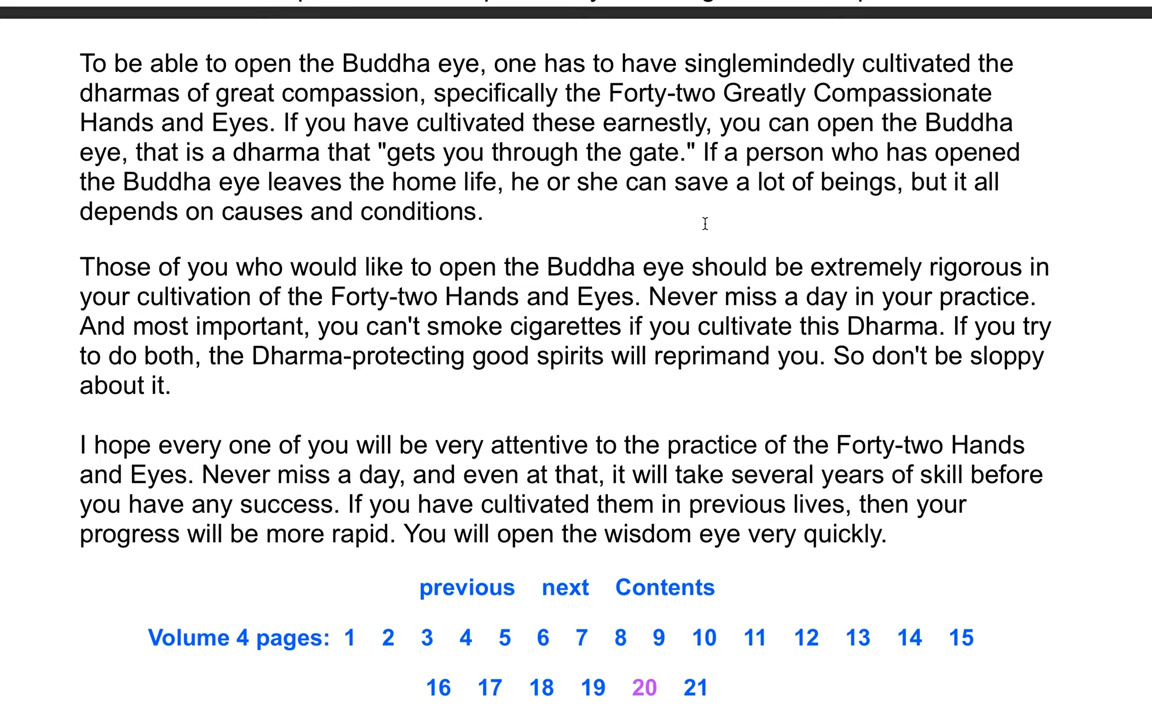 To be able to open the Buddha eye, one has to have singlemindedly cultivated the
dharmas of great compassion, specifically the Forty-two Greatly Compassionate
Hands and Eyes. If you have cultivated these earnestly, you can open the Buddha
eye, that is a dharma that "gets you through the gate." If a person who has opened
the Buddha eye leaves the home life, he or she can save a lot of beings, but it all
depends on causes and conditions.
Those of you who would like to open the Buddha eye should be extremely rigorous in
your cultivation of the Forty-two Hands and Eyes. Never miss a day in your practice.
And most important, you can't smoke cigarettes if you cultivate this Dharma. If you try
to do both, the Dharma-protecting good spirits will reprimand you. So don't be sloppy
about it.
I hope every one of you will be very attentive to the practice of the Forty-two Hands
and Eyes. Never miss a day, and even at that, it will take several years of skill before
you have any success. If you have cultivated them in previous lives, then your
progress will be more rapid. You will open the wisdom eye very quickly.
previous next Contents
Volume 4 pages: 1 2 3 4 5 6 7 8 9 10 11 12 13 14 15
16 17 18 19 20 21